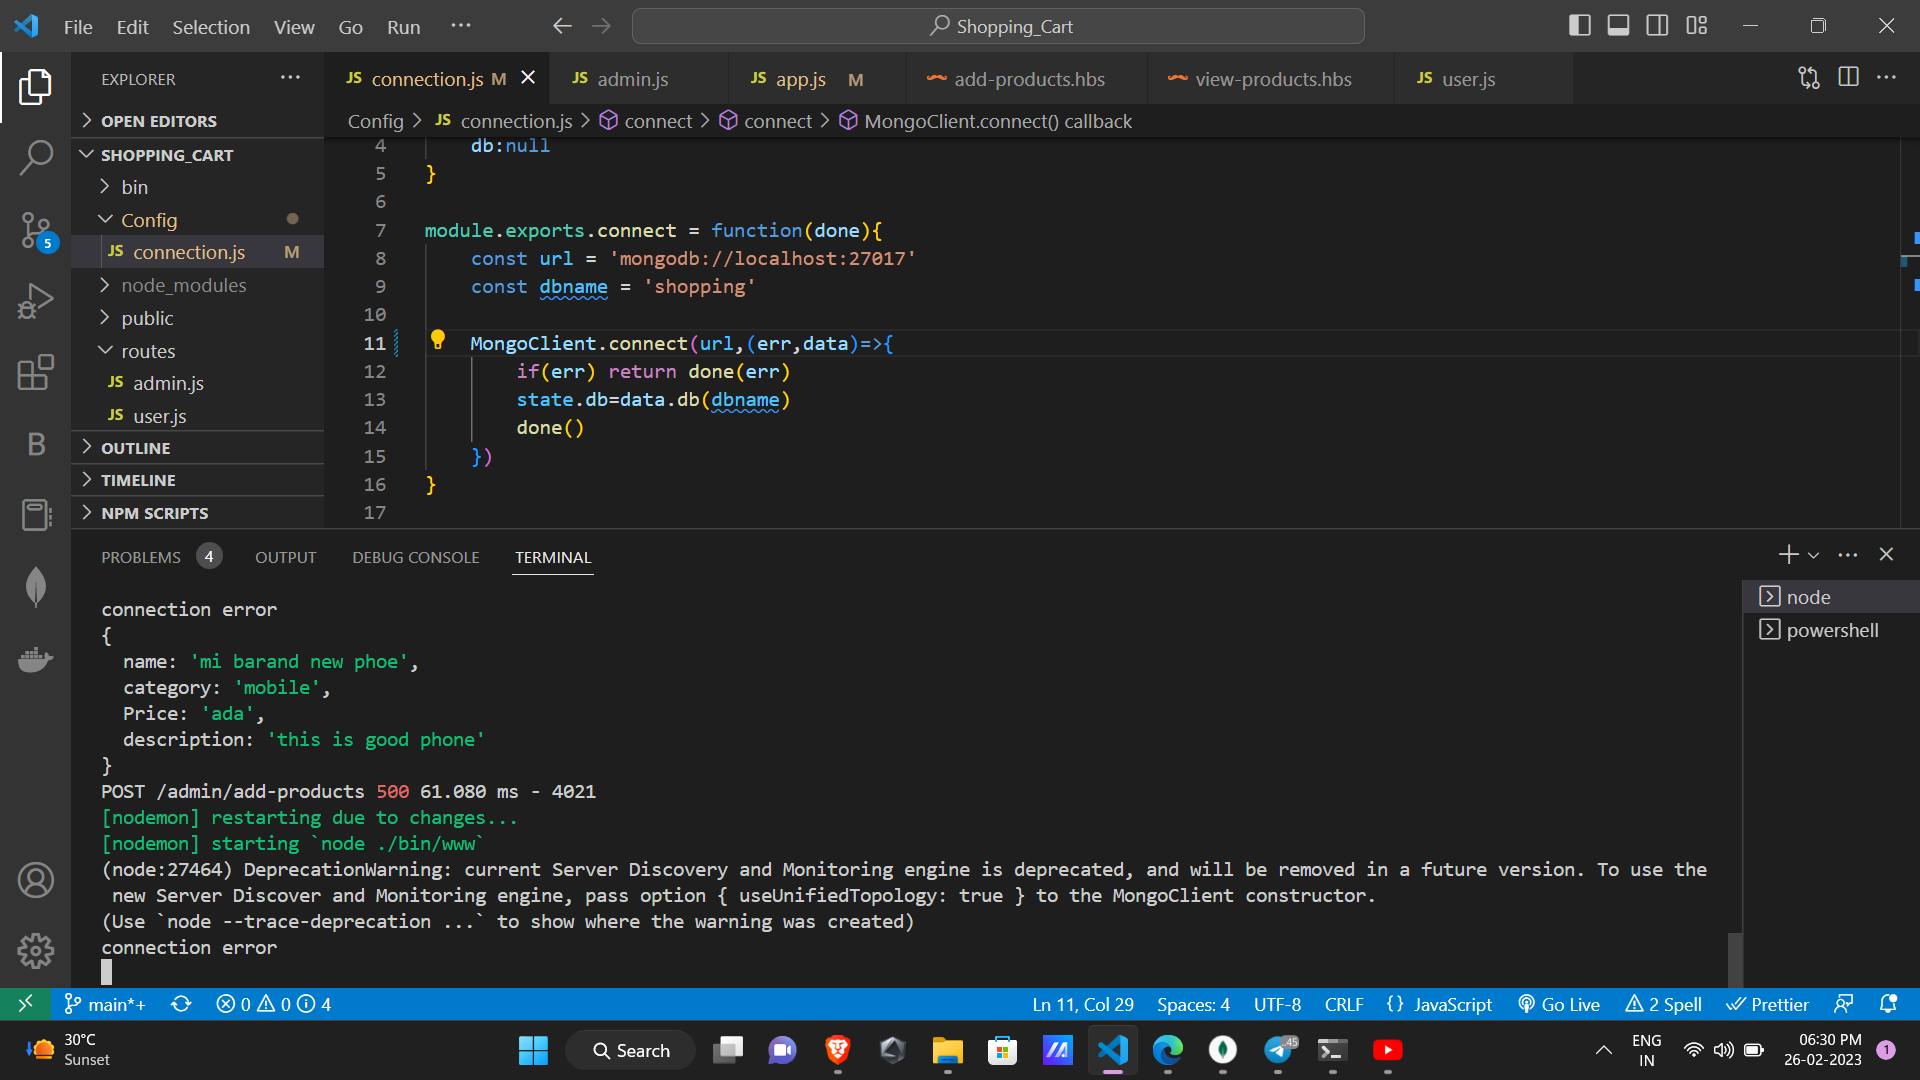 File Edit Selection View Go Run ...
Shopping_Cart
EXPLORER ...
OPEN EDITORS
SHOPPING_CART
bin
Config
JS connection.js M
node_modules
public
routes
JS admin.js
JS user.js
OUTLINE
TIMELINE
NPM SCRIPTS
5
B
JS connection.js M
JS admin.js
JS app.js M
add-products.hbs
view-products.hbs
JS user.js
Config > JS connection.js > connect > connect > MongoClient.connect() callback
4 db:null
5 }
6
7 module.exports.connect = function(done){
8 const url = 'mongodb://localhost:27017'
9 const dbname = 'shopping'
10
11 MongoClient.connect(url,(err,data)=>{
12 if(err) return done(err)
13 state.db=data.db(dbname)
14 done()
15 })
16 }
17
PROBLEMS 4 OUTPUT DEBUG CONSOLE TERMINAL
node
powershell
connection error
{
name: 'mi barand new phoe',
category: 'mobile',
Price: 'ada',
description: 'this is good phone'
}
POST /admin/add-products 500 61.080 ms - 4021
[nodemon] restarting due to changes...
[nodemon] starting `node ./bin/www`
(node:27464) DeprecationWarning: current Server Discovery and Monitoring engine is deprecated, and will be removed in a future version. To use the
new Server Discover and Monitoring engine, pass option { useUnifiedTopology: true } to the MongoClient constructor.
(Use `node --trace-deprecation ...` to show where the warning was created)
connection error
main*+ 0 0 4
Ln 11, Col 29 Spaces: 4 UTF-8 CRLF {} JavaScript Go Live 2 Spell Prettier
30°C
Sunset
Search
45
ENG
IN
06:30 PM
26-02-2023
1